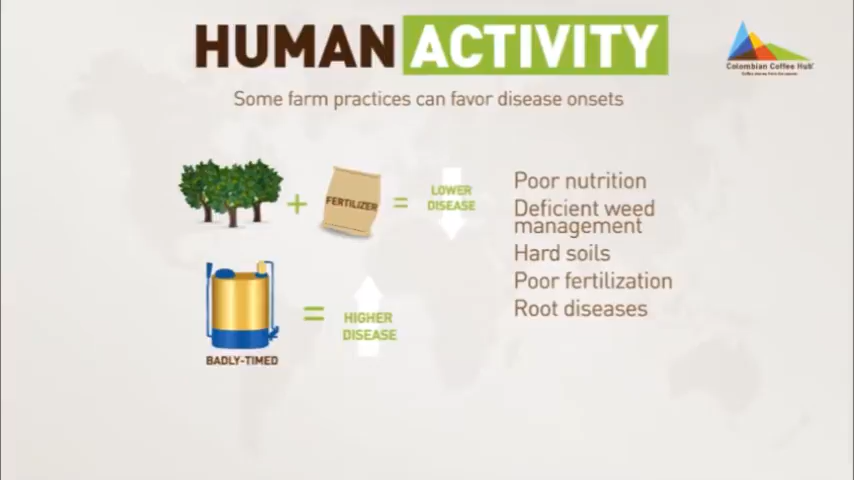 HUMAN ACTIVITY
Colombian Coffee Hub
Some farm practices can favor disease onsets
+ FERTILIZER = LOWER
DISEASE
= HIGHER
DISEASE
BADLY-TIMED
Poor nutrition
Deficient weed
management
Hard soils
Poor fertilization
Root diseases